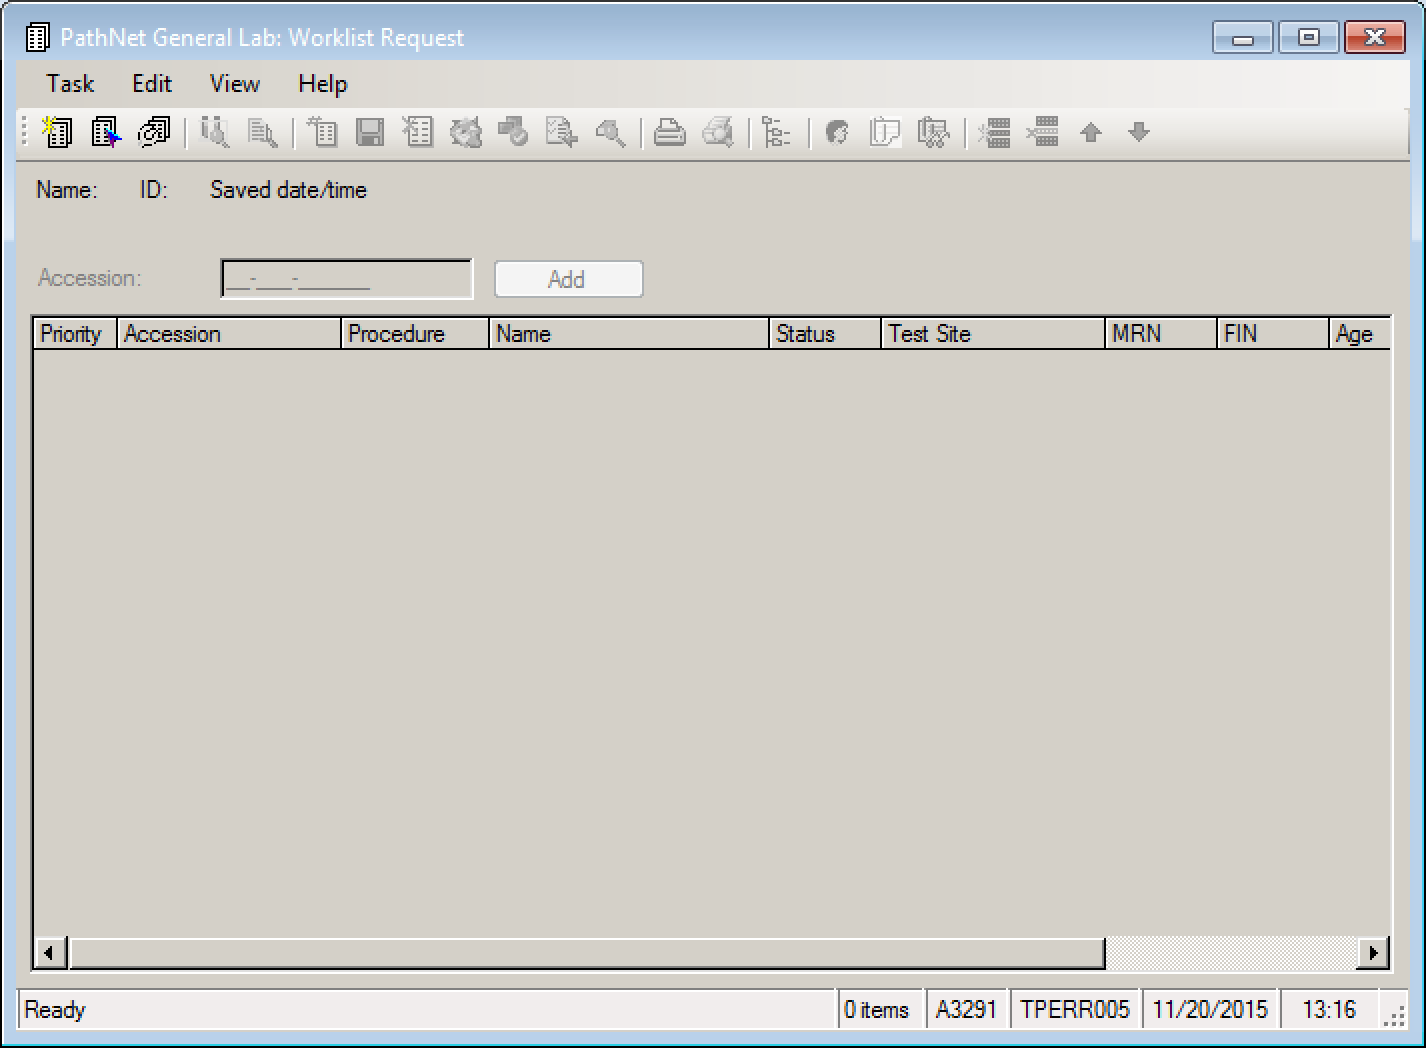 PathNet General Lab: Worklist Request
Task Edit View Help
Name: ID: Saved date/time
Accession: __-___-______ Add
Priority Accession Procedure Name Status Test Site MRN FIN Age
Ready 0 items A3291 TPERR005 11/20/2015 13:16